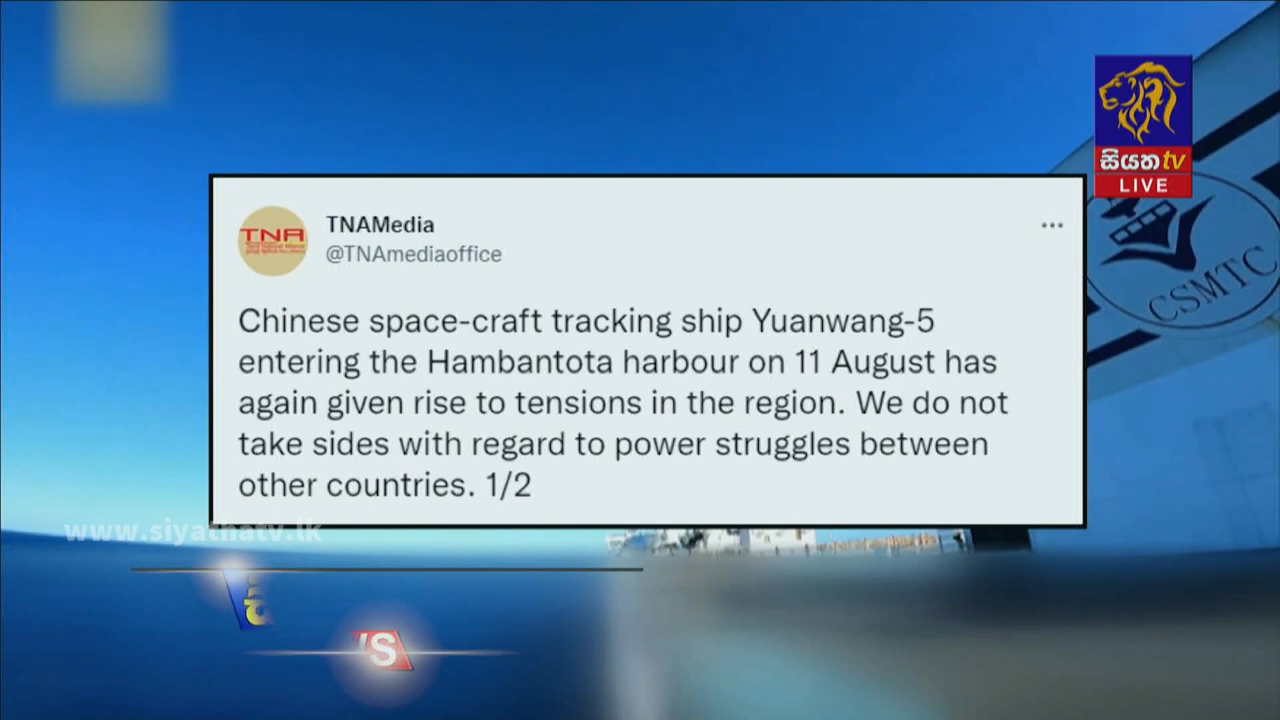 සියත tv
LIVE
TNA
TNAMedia
@TNAmediaoffice
Chinese space-craft tracking ship Yuanwang-5
entering the Hambantota harbour on 11 August has
again given rise to tensions in the region. We do not
take sides with regard to power struggles between
other countries. 1/2
CSMTC
www.siyathatv.lk